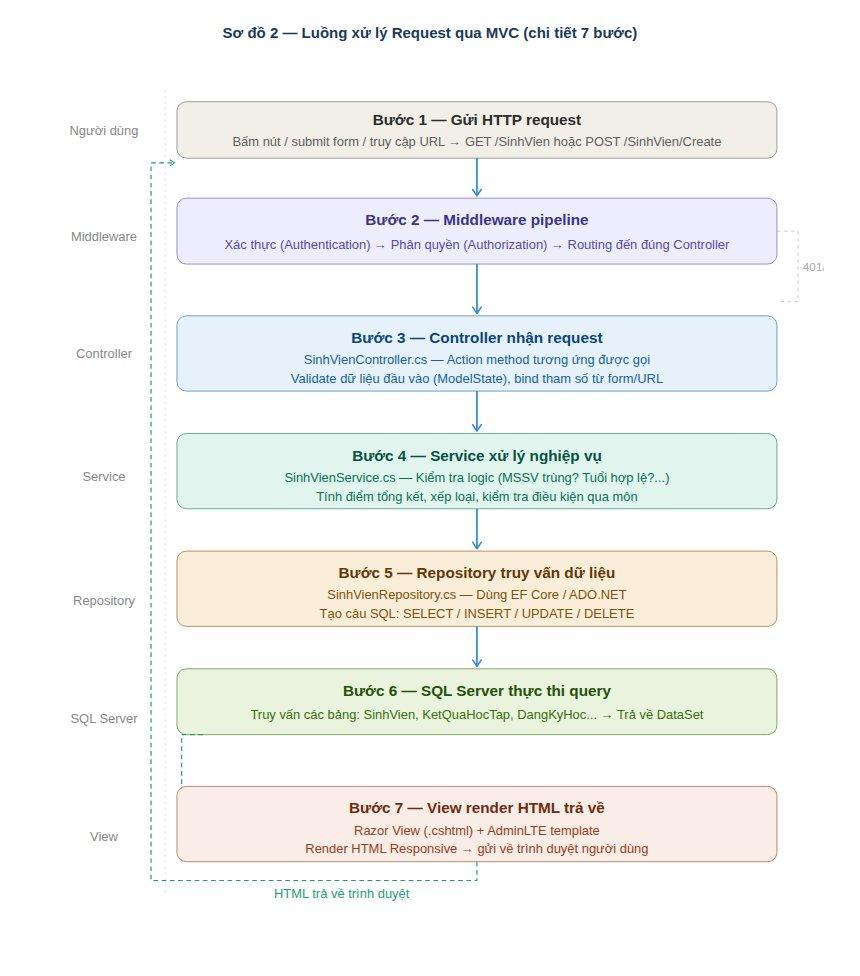 Sơ đồ 2 — Luồng xử lý Request qua MVC (chi tiết 7 bước)
Người dùng
Bước 1 — Gửi HTTP request
Bấm nút / submit form / truy cập URL → GET /SinhVien hoặc POST /SinhVien/Create
Middleware
Bước 2 — Middleware pipeline
Xác thực (Authentication) → Phân quyền (Authorization) → Routing đến đúng Controller
401/
Controller
Bước 3 — Controller nhận request
SinhVienController.cs — Action method tương ứng được gọi
Validate dữ liệu đầu vào (ModelState), bind tham số từ form/URL
Service
Bước 4 — Service xử lý nghiệp vụ
SinhVienService.cs — Kiểm tra logic (MSSV trùng? Tuổi hợp lệ?...)
Tính điểm tổng kết, xếp loại, kiểm tra điều kiện qua môn
Repository
Bước 5 — Repository truy vấn dữ liệu
SinhVienRepository.cs — Dùng EF Core / ADO.NET
Tạo câu SQL: SELECT / INSERT / UPDATE / DELETE
SQL Server
Bước 6 — SQL Server thực thi query
Truy vấn các bảng: SinhVien, KetQuaHocTap, DangKyHoc... → Trả về DataSet
View
Bước 7 — View render HTML trả về
Razor View (.cshtml) + AdminLTE template
Render HTML Responsive → gửi về trình duyệt người dùng
HTML trả về trình duyệt